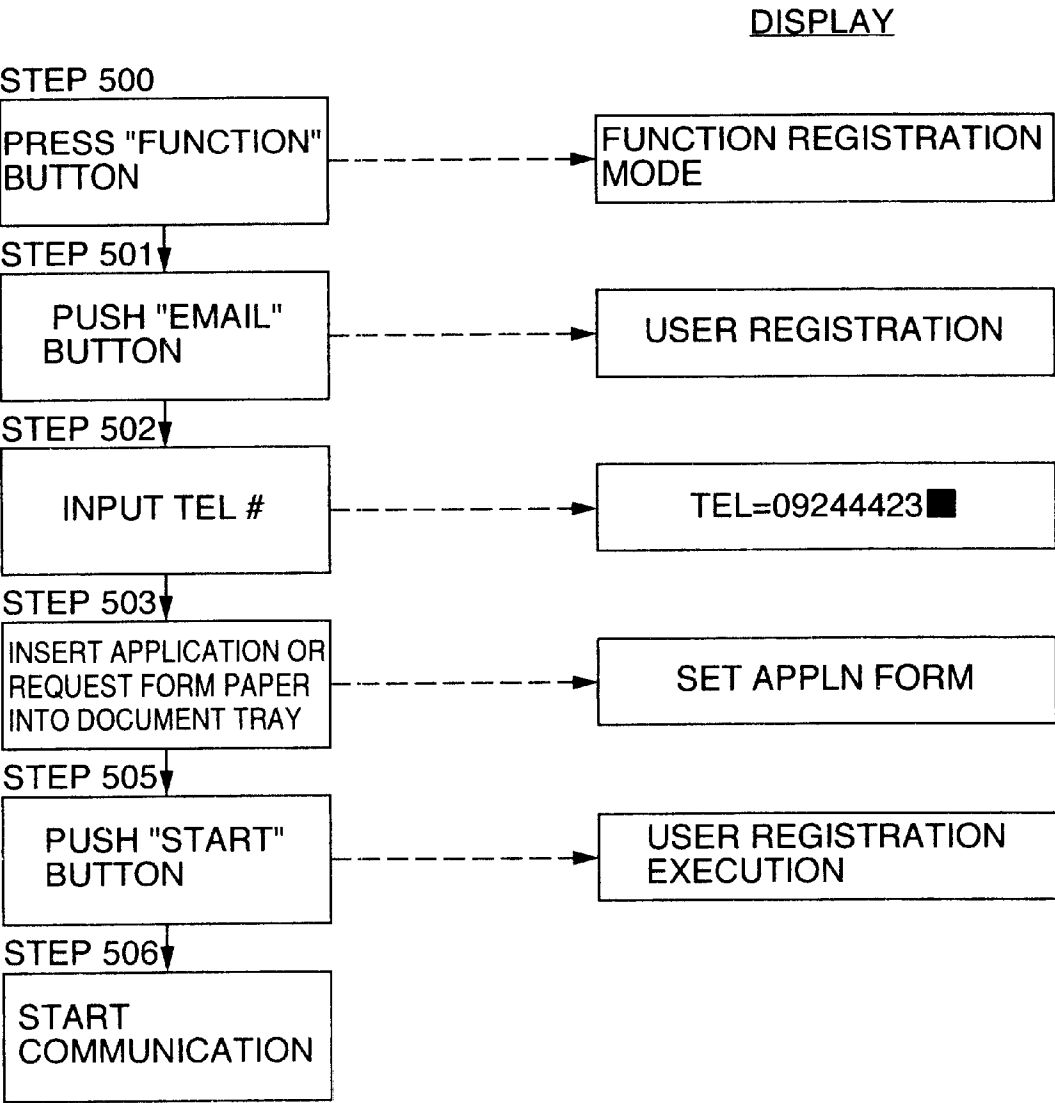 DISPLAY
STEP 500
PRESS "FUNCTION"
BUTTON
FUNCTION REGISTRATION
MODE
STEP 501
PUSH "EMAIL"
BUTTON
USER REGISTRATION
STEP 502
INPUT TEL #
TEL=09244423■
STEP 503
INSERT APPLICATION OR
REQUEST FORM PAPER
INTO DOCUMENT TRAY
SET APPLN FORM
STEP 505
PUSH "START"
BUTTON
USER REGISTRATION
EXECUTION
STEP 506
START
COMMUNICATION